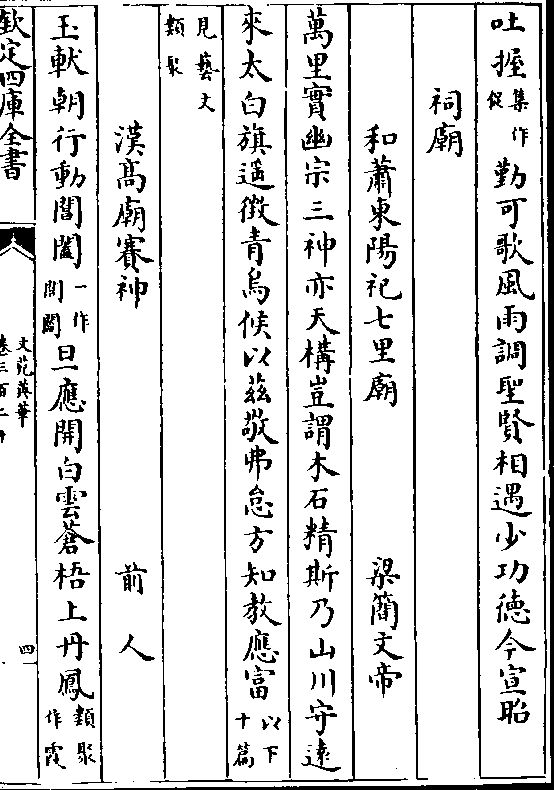 吐握集作促勤可歌風雨調聖賢相遇少功德今宣昭
祠廟
和蕭東陽祀七里廟 梁簡文帝
萬里實幽宗三神亦天構豈謂木石精斯乃山川守遠
來太白旗遥徵青烏候以兹敬弗怠方知教應富以下十篇
見藝文類聚
漢高廟賽神 前人
玉軑朝行動閶闔一作闔旦應開白雲蒼梧上丹鳳類聚作霞
欽定四庫全書
文苑英華
卷三百二十
四